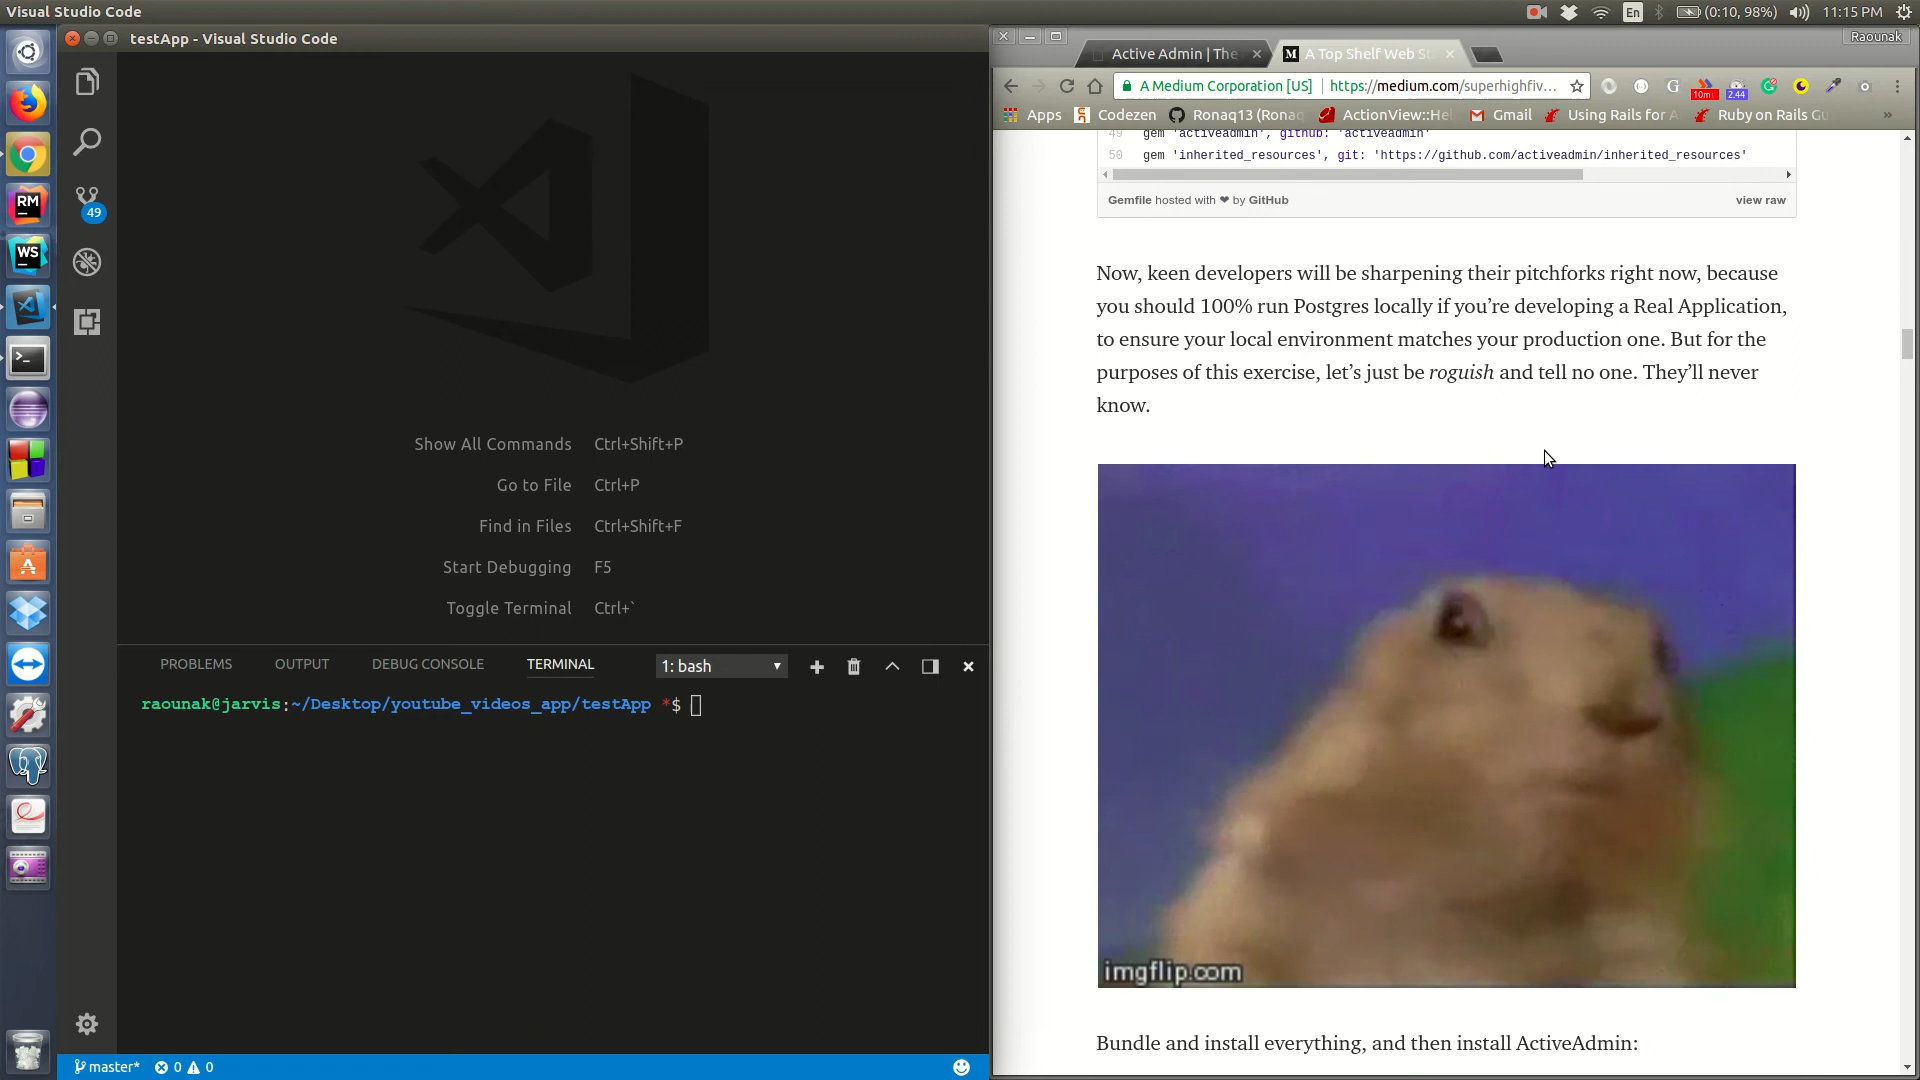 Visual Studio Code
En
(0:10, 98%)
11:15 PM
testApp - Visual Studio Code
Raounak
Active Admin | The
A Top Shelf Web St
A Medium Corporation [US]
https://medium.com/superhighfiv...
10m
2.44
Apps
Codezen
Ronaq13 (Ronaq
ActionView::Hel
Gmail
Using Rails for A
Ruby on Rails Gu
»
49 gem 'activeadmin', github: 'activeadmin'
50 gem 'inherited_resources', git: 'https://github.com/activeadmin/inherited_resources'
Gemfile hosted with ❤ by GitHub
view raw
RM
WS
49
Now, keen developers will be sharpening their pitchforks right now, because
you should 100% run Postgres locally if you’re developing a Real Application,
to ensure your local environment matches your production one. But for the
purposes of this exercise, let’s just be roguish and tell no one. They’ll never
know.
imgflip.com
Bundle and install everything, and then install ActiveAdmin:
Show All Commands Ctrl+Shift+P
Go to File Ctrl+P
Find in Files Ctrl+Shift+F
Start Debugging F5
Toggle Terminal Ctrl+`
PROBLEMS
OUTPUT
DEBUG CONSOLE
TERMINAL
1: bash
raounak@jarvis:~/Desktop/youtube_videos_app/testApp *$
master*
0
0